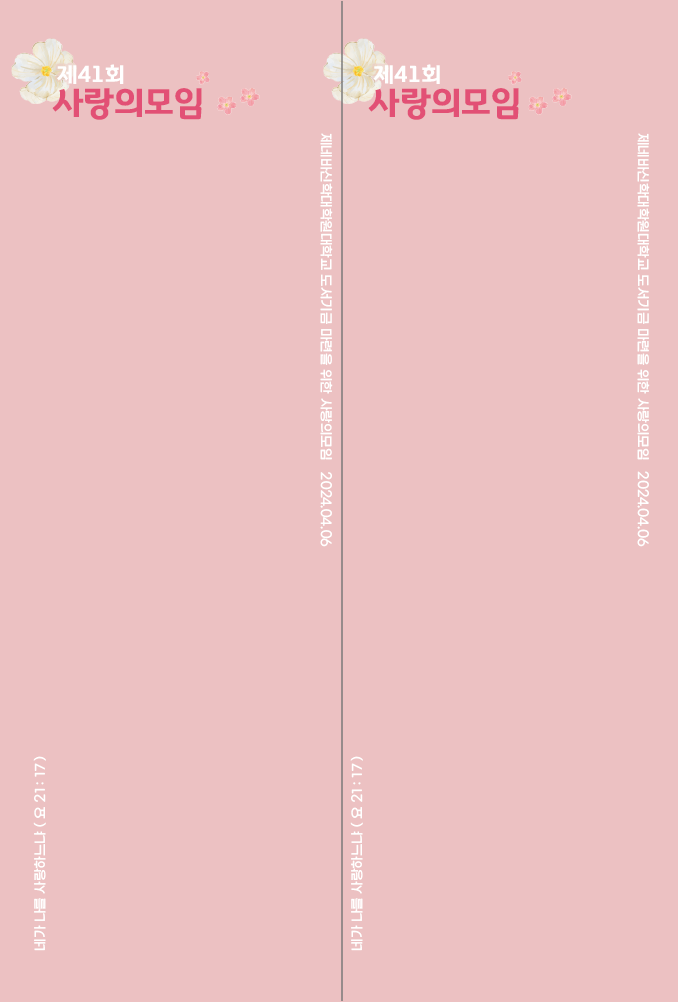 제41회
사랑의모임
제네바신학대학원대학교 도서기금 마련을 위한 사랑의모임 2024.04.06
네가 나를 사랑하느냐 ( 요 21 : 17 )
제41회
사랑의모임
제네바신학대학원대학교 도서기금 마련을 위한 사랑의모임 2024.04.06
네가 나를 사랑하느냐 ( 요 21 : 17 )